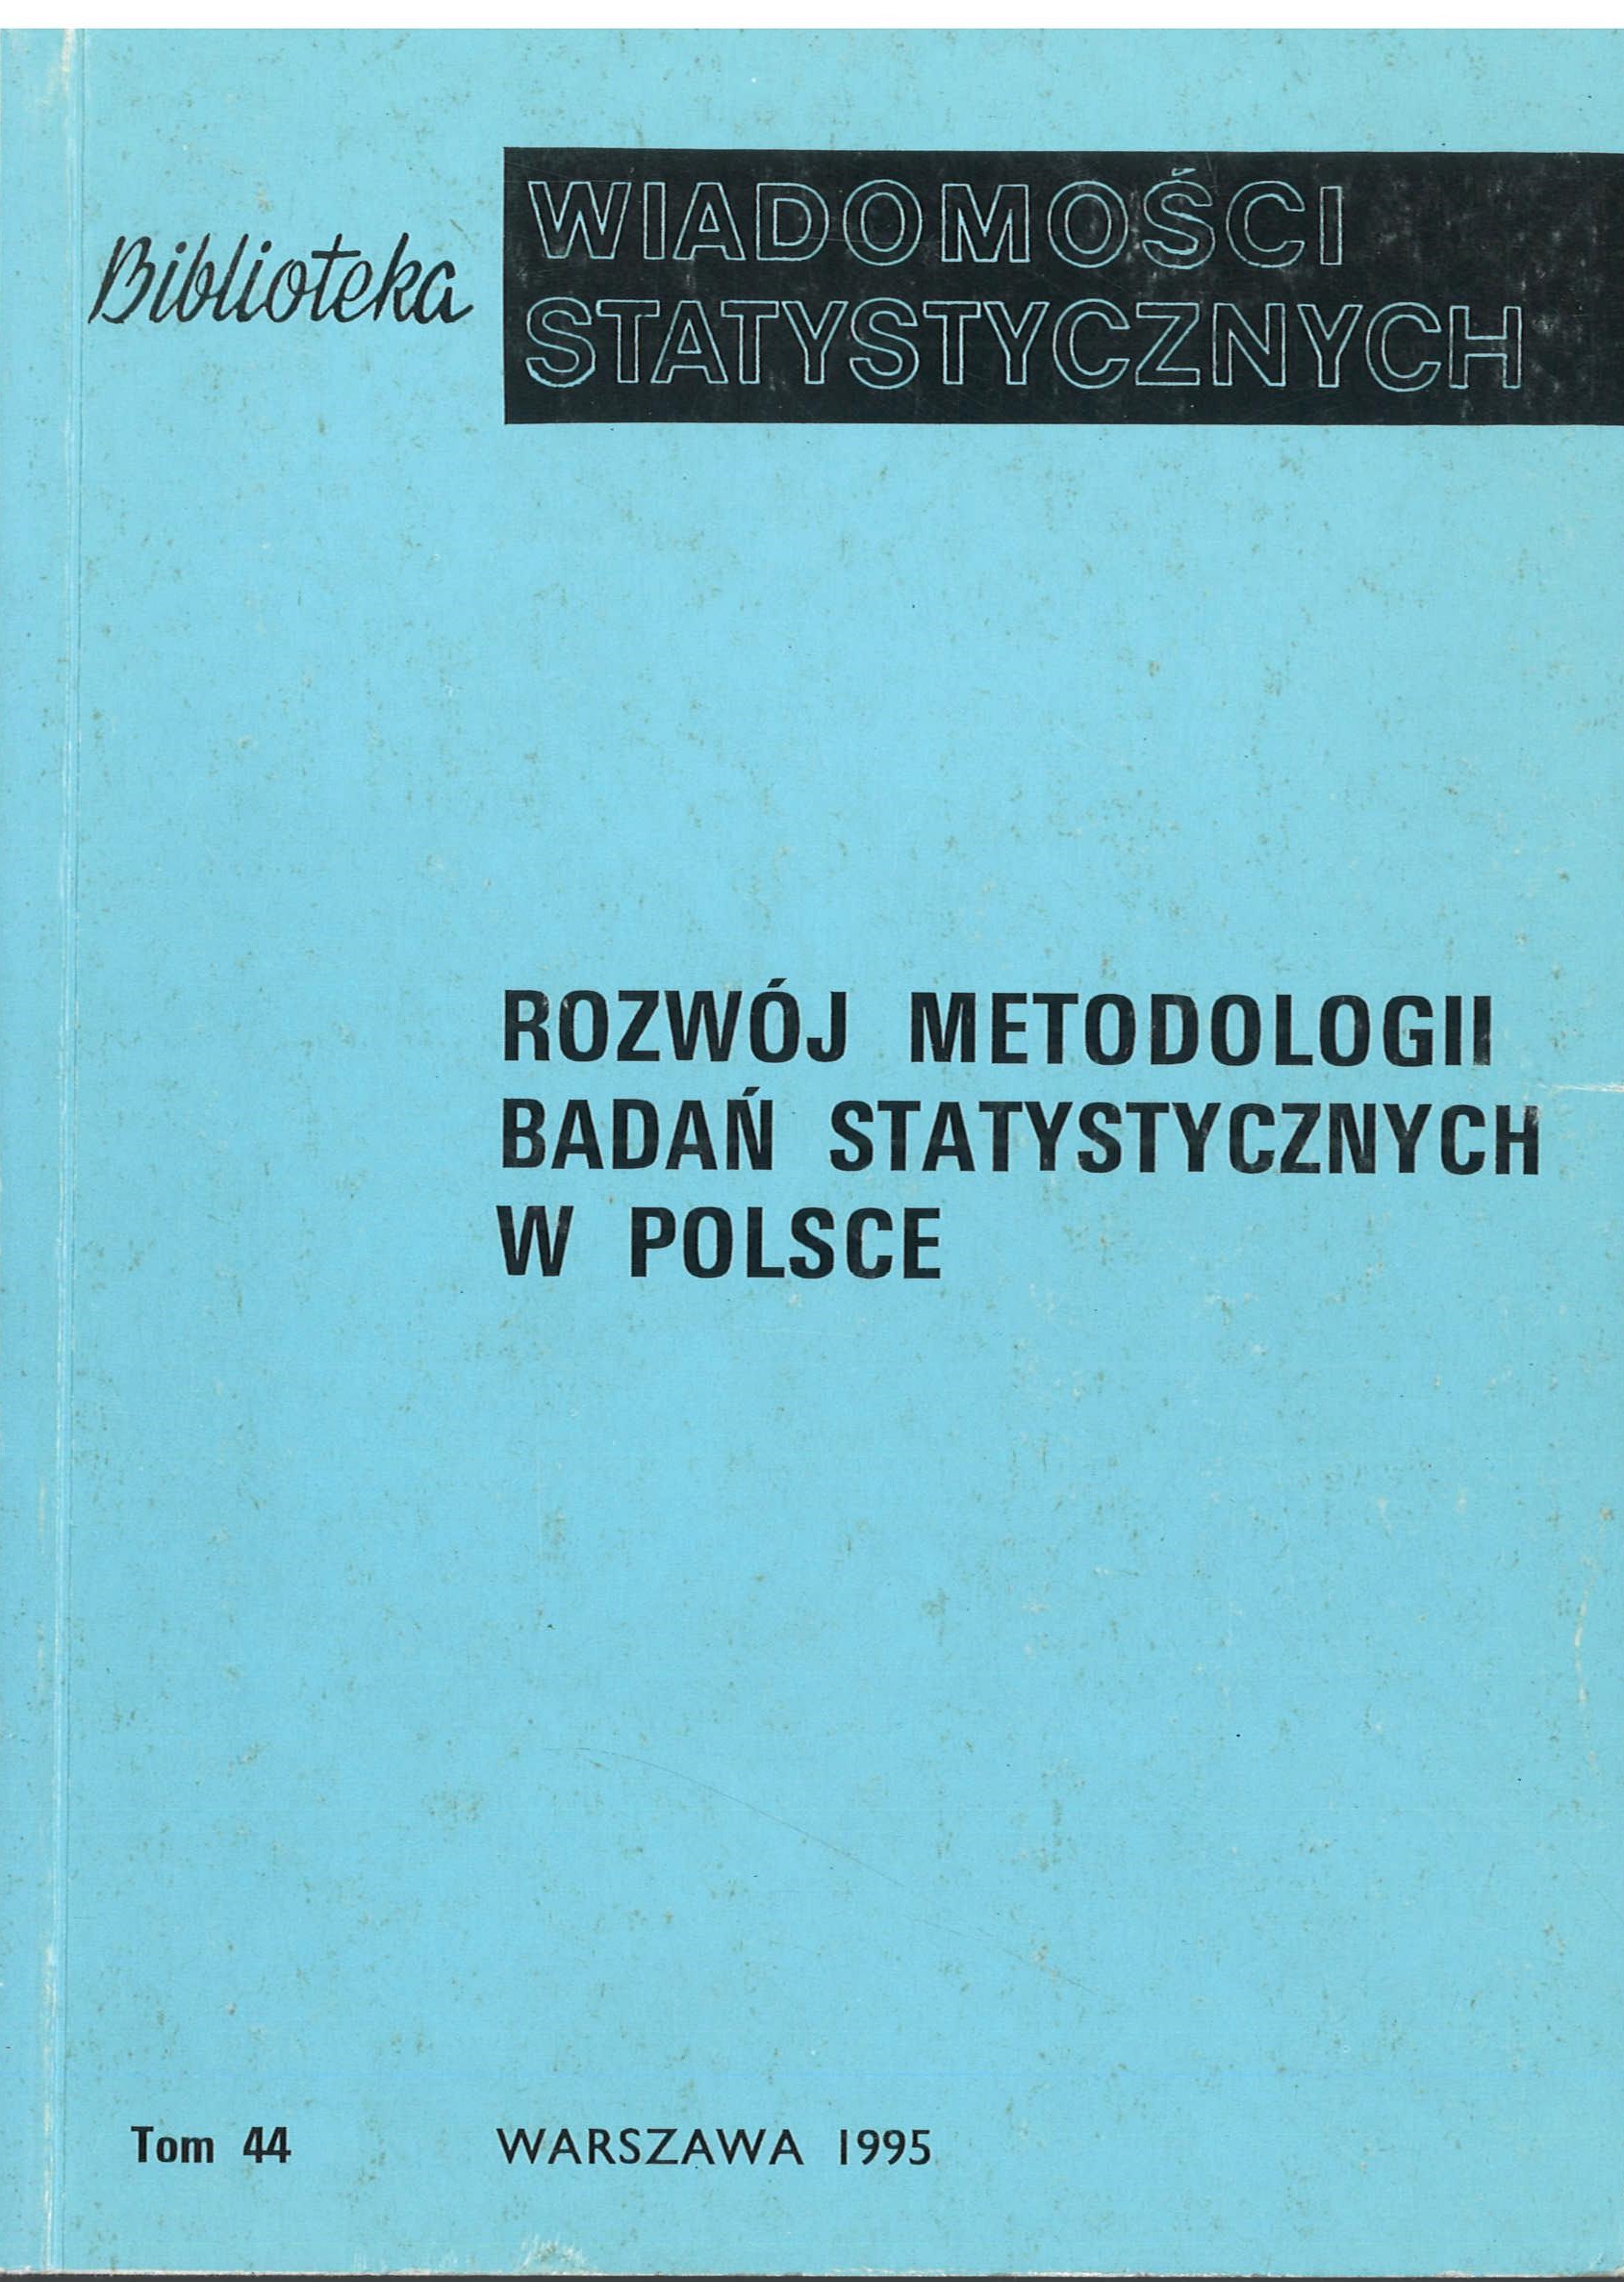 Biblioteka
WIADOMOŚCI
STATYSTYCZNYCH
ROZWÓJ METODOLOGII
BADAŃ STATYSTYCZNYCH
W POLSCE
Tom 44
WARSZAWA 1995